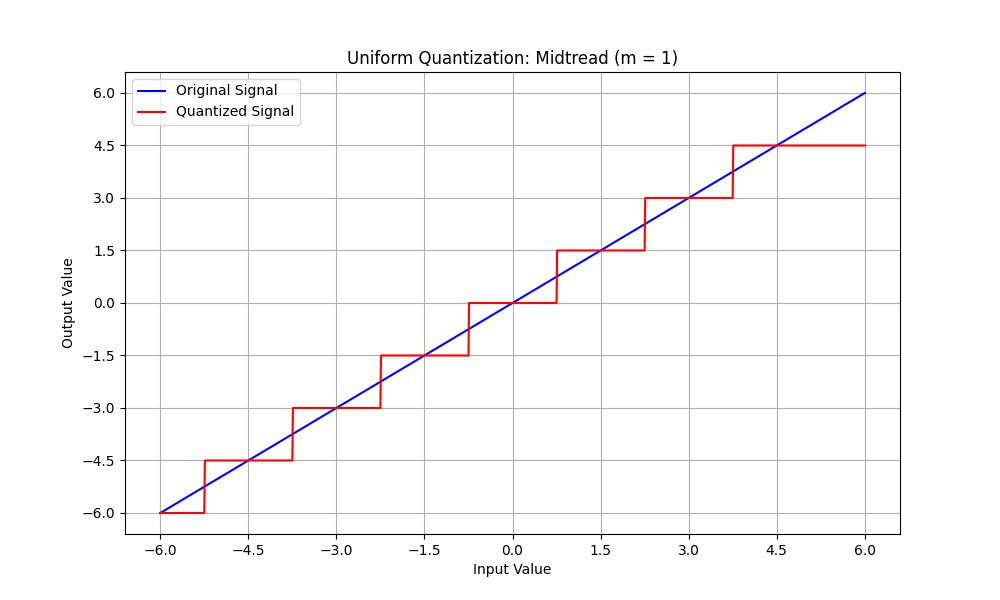 Uniform Quantization: Midtread (m = 1)
Original Signal
Quantized Signal
6.0
4.5
3.0
1.5
0.0
−1.5
−3.0
−4.5
−6.0
Output Value
−6.0 −4.5 −3.0 −1.5 0.0 1.5 3.0 4.5 6.0
Input Value